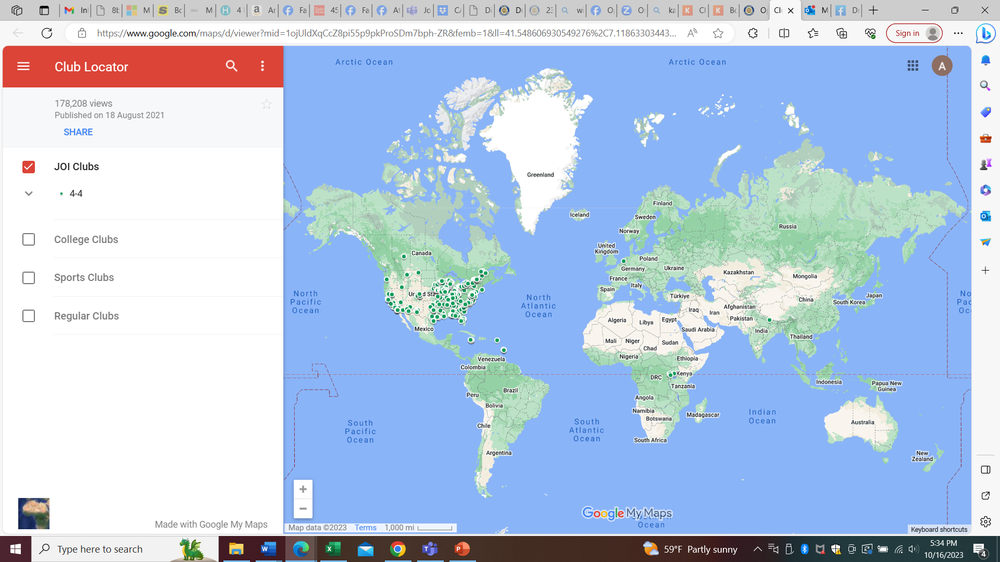 https://www.google.com/maps/d/viewer?mid=1ojUldXqCcZ8pi55p9pkProSDm7bph-ZR&femb=1&ll=41.548606930549276%2C7.11863303443...
Sign in
Club Locator
178,208 views
Published on 18 August 2021
SHARE
JOI Clubs
4-4
College Clubs
Sports Clubs
Regular Clubs
Made with Google My Maps
A
Arctic Ocean
Arctic Ocean
Greenland
Iceland
Finland
Sweden
Norway
Russia
United
Kingdom
Poland
Germany
Ukraine
France
Italy
Spain
Türkiye
Kazakhstan
Mongolia
China
Japan
South Korea
Afghanistan
Iraq
Iran
Pakistan
India
Thailand
Algeria
Libya
Egypt
Saudi Arabia
Mali
Niger
Chad
Sudan
Nigeria
Ethiopia
DRC
Kenya
Tanzania
Angola
Namibia
Botswana
Madagascar
South Africa
Indonesia
Papua New
Guinea
Australia
New
Zealand
Canada
Mexico
Venezuela
Colombia
Brazil
Peru
Bolivia
Chile
Argentina
North
Pacific
Ocean
North
Atlantic
Ocean
South
Pacific
Ocean
South
Atlantic
Ocean
Indian
Ocean
Google My Maps
Ocean
Map data ©2023
Terms
1,000 mi
Keyboard shortcuts
Type here to search
59°F Partly sunny
5:34 PM
10/16/2023
4